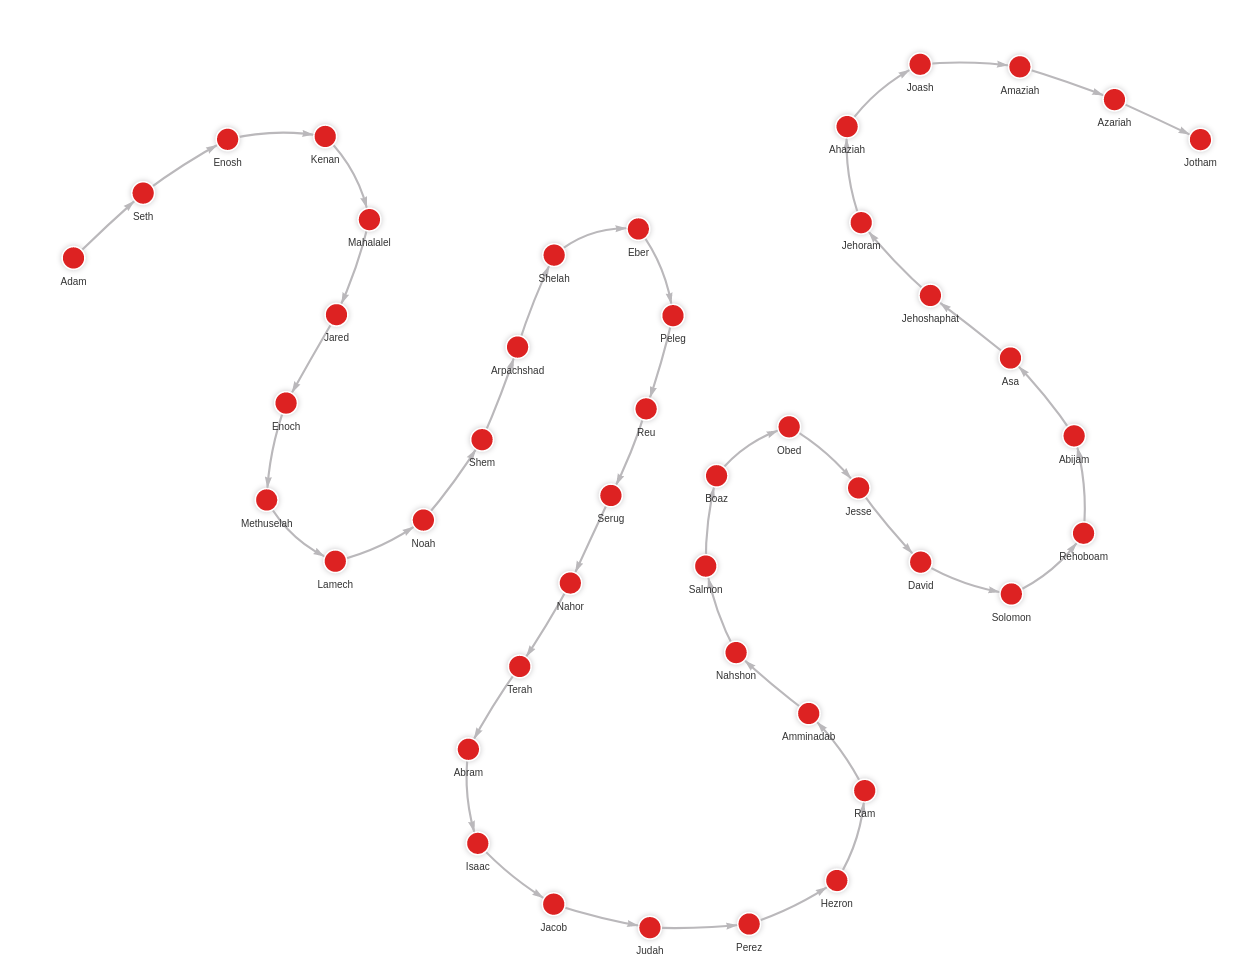 Adam
Seth
Enosh
Kenan
Mahalalel
Jared
Enoch
Methuselah
Lamech
Noah
Shem
Arpachshad
Shelah
Eber
Peleg
Reu
Serug
Nahor
Terah
Abram
Isaac
Jacob
Judah
Perez
Hezron
Ram
Amminadab
Nahshon
Salmon
Boaz
Obed
Jesse
David
Solomon
Rehoboam
Abijam
Asa
Jehoshaphat
Jehoram
Ahaziah
Joash
Amaziah
Azariah
Jotham